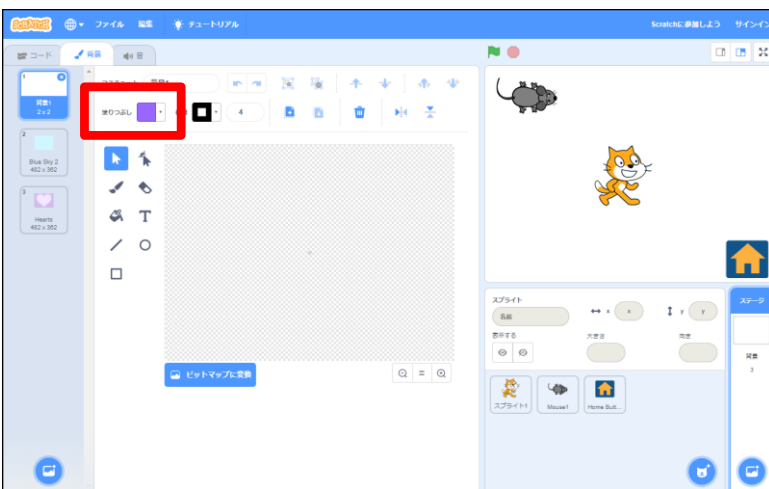 SCRATCH
ファイル 編集 チュートリアル Scratchに参加しよう サインイン
コード 背景 音
1
背景1
2 x 2
塗りつぶし
4
2
Blue Sky 2
482 x 362
3
Hearts
482 x 362
T
ビットマップに変換
スプライト
名前
x x
y y
表示する
大きさ
向き
スプライト1 Mouse1 Home Butt...
ステージ
背景
3